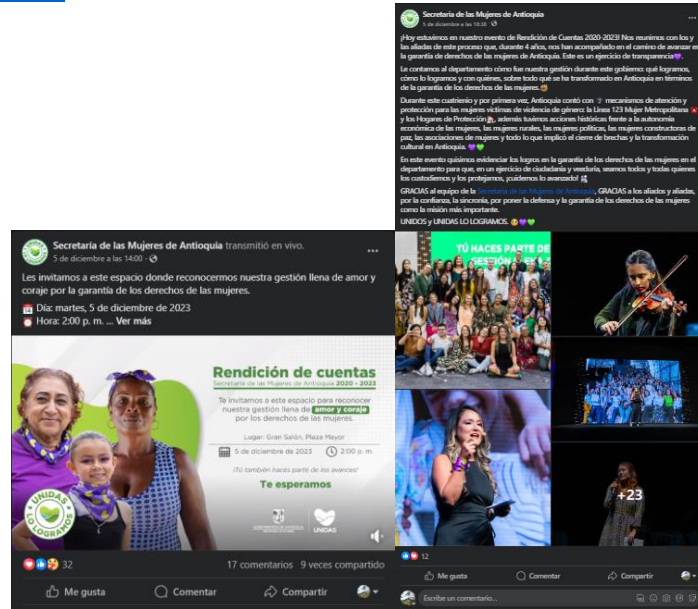 Secretaría de las Mujeres de Antioquia
5 de diciembre a las 18:38
¡Hoy estuvimos en nuestro evento de Rendición de Cuentas 2020-2023! Nos reunimos con los y
las aliadas de este proceso que, durante 4 años, nos han acompañado en el camino de avanzar en
la garantía de los derechos de las mujeres de Antioquia. Este es un ejercicio de transparencia💜.
Le contamos al departamento cómo fue nuestra gestión durante este gobierno: qué logramos,
cómo lo logramos y con quiénes, sobre todo qué se ha transformado en Antioquia en términos
de la garantía de los derechos de las mujeres.
Durante este cuatrienio y por primera vez, Antioquia contó con ? mecanismos de atención y
protección para las mujeres víctimas de violencia de género: la Línea 123 Mujer Metropolitana
y los Hogares de Protección, además tuvimos acciones históricas frente a la autonomía
económica de las mujeres, las mujeres rurales, las mujeres políticas, las mujeres constructoras de
paz, las asociaciones de mujeres y todo lo que implicó el cierre de brechas y la transformación
cultural en Antioquia. 💜💚
En este evento quisimos evidenciar los logros en la garantía de los derechos de las mujeres en el
departamento para que, en un ejercicio de ciudadanía y veeduría, seamos todos y todas quienes
los custodiemos y los protejamos, ¡cuidemos lo avanzado!
GRACIAS al equipo de la Secretaría de las Mujeres de Antioquia, GRACIAS a los aliados y aliadas,
por la confianza, la sincronía, por poner la defensa y la garantía de los derechos de las mujeres
como la misión más importante.
UNIDOS y UNIDAS LO LOGRAMOS.
TÚ HACES PARTE DE
+23
12
Me gusta Comentar Compartir
Escribe un comentario...
Secretaría de las Mujeres de Antioquia transmitió en vivo.
5 de diciembre a las 14:00
Les invitamos a este espacio donde reconocermos nuestra gestión llena de amor y
coraje por la garantía de los derechos de las mujeres.
Día: martes, 5 de diciembre de 2023
Hora: 2:00 p. m. ... Ver más
Rendición de cuentas
Secretaría de las Mujeres de Antioquia 2020 - 2023
Te invitamos a este espacio para reconocer
nuestra gestión llena de amor y coraje
por los derechos de las mujeres.
Lugar: Gran Salón, Plaza Mayor
5 de diciembre de 2023 2:00 p. m.
¡Tú también haces parte de los avances!
Te esperamos
UNIDAS
LO LOGRAMOS
UNIDAS
32
17 comentarios 9 veces compartido
Me gusta Comentar Compartir